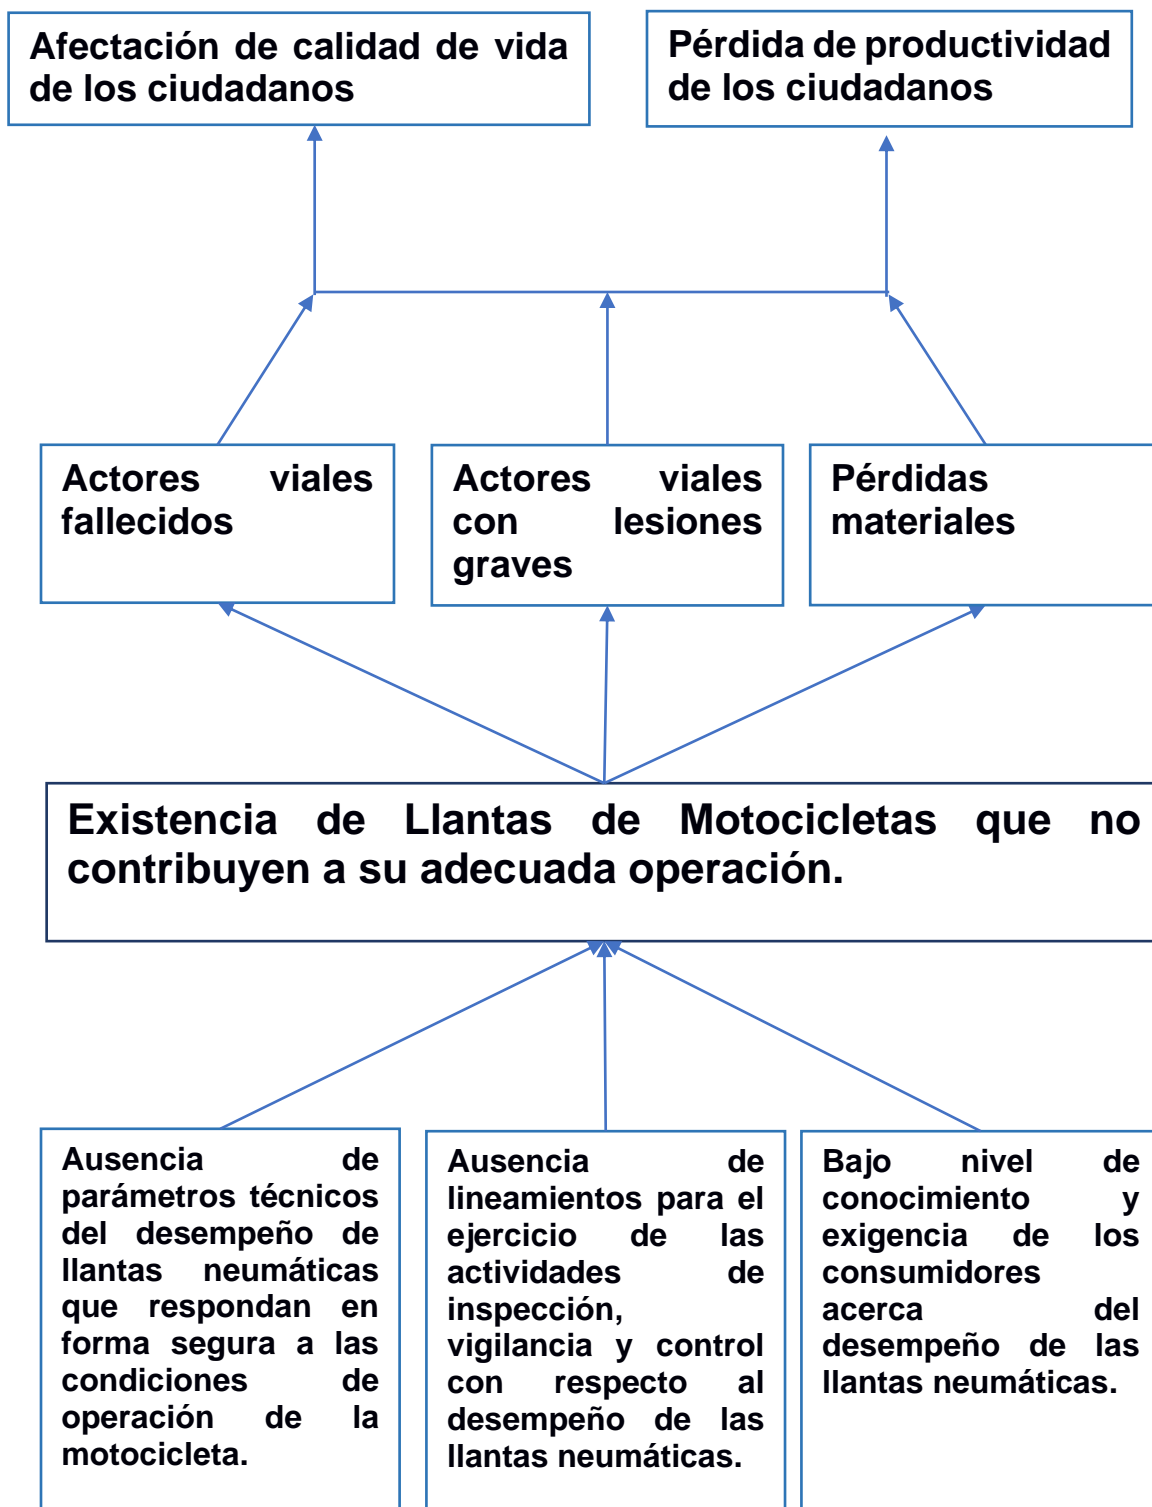 Afectación de calidad de vida
de los ciudadanos
Pérdida de productividad
de los ciudadanos
Actores viales
fallecidos
Actores viales
con lesiones
graves
Pérdidas
materiales
Existencia de Llantas de Motocicletas que no
contribuyen a su adecuada operación.
Ausencia de
parámetros técnicos
del desempeño de
llantas neumáticas
que respondan en
forma segura a las
condiciones de
operación de la
motocicleta.
Ausencia de
lineamientos para el
ejercicio de las
actividades de
inspección,
vigilancia y control
con respecto al
desempeño de las
llantas neumáticas.
Bajo nivel de
conocimiento y
exigencia de los
consumidores
acerca del
desempeño de las
llantas neumáticas.